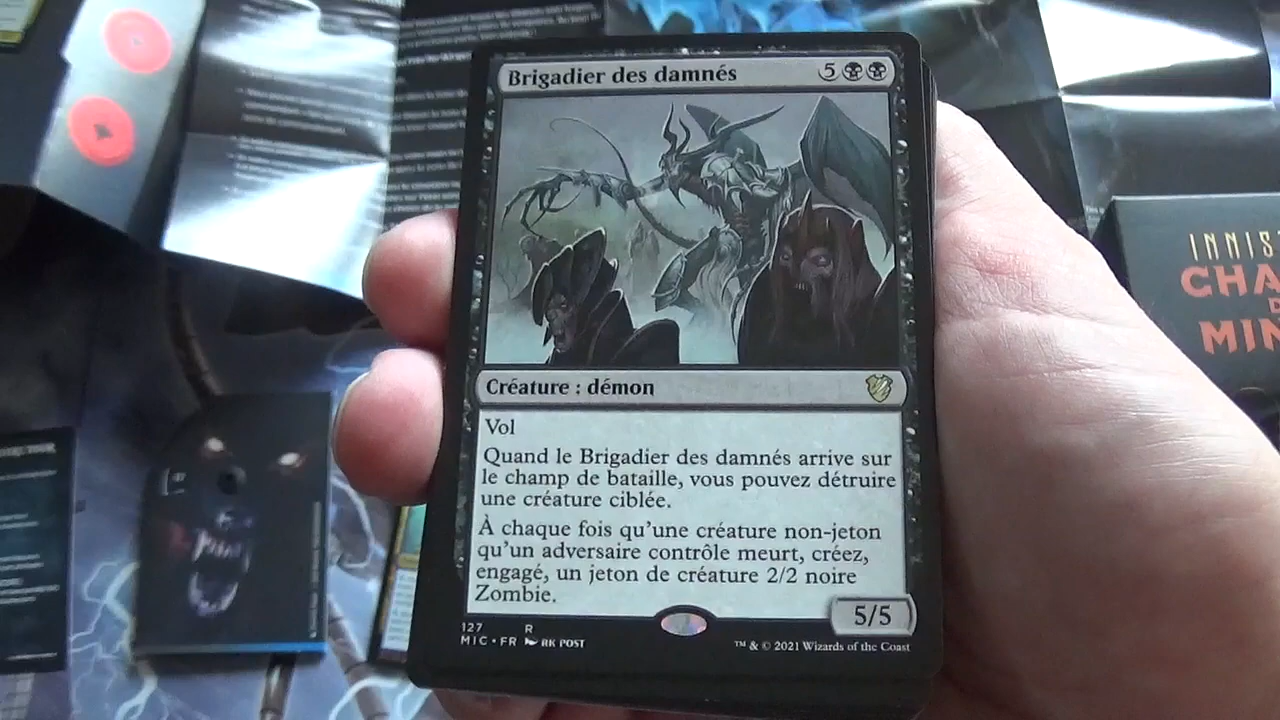 Brigadier des damnés 5
Créature : démon
Vol
Quand le Brigadier des damnés arrive sur
le champ de bataille, vous pouvez détruire
une créature ciblée.
À chaque fois qu'une créature non-jeton
qu'un adversaire contrôle meurt, créez,
engagé, un jeton de créature 2/2 noire
Zombie.
5/5
127 R
MIC • FR RK POST
™ & © 2021 Wizards of the Coast
INNIS
CHA
D
MIN